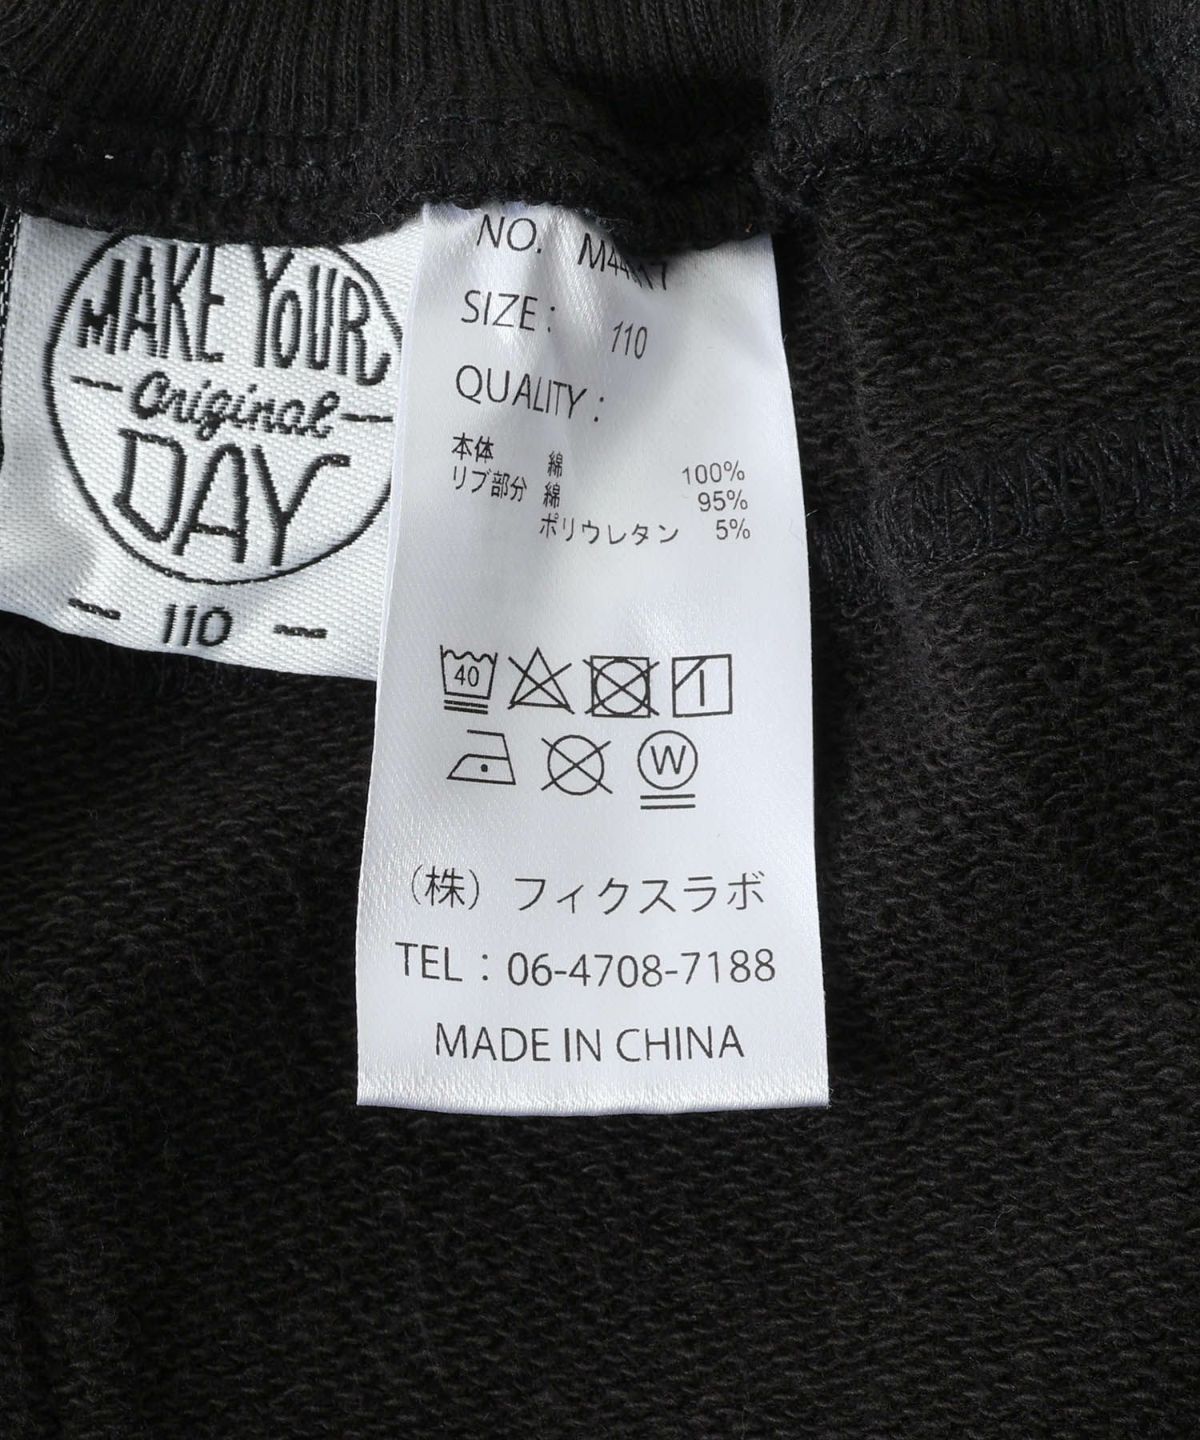 MAKE YOUR
Original
DAY
110
NO.
SIZE: 110
QUALITY:
本体 綿 100%
リブ部分 綿 95%
ポリウレタン 5%
40
W
(株) フィクスラボ
TEL : 06-4708-7188
MADE IN CHINA